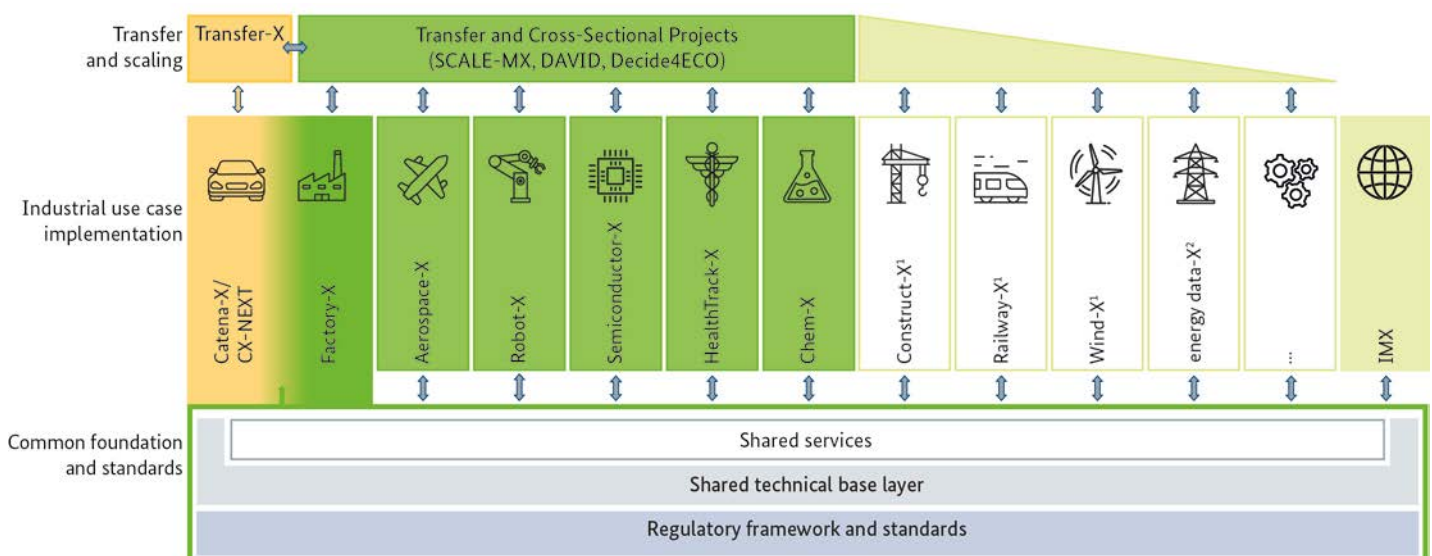 Transfer
and scaling
Transfer-X
Transfer and Cross-Sectional Projects
(SCALE-MX, DAVID, Decide4ECO)
Industrial use case
implementation
Catena-X/
CX-NEXT
Factory-X
Aerospace-X
Robot-X
Semiconductor-X
HealthTrack-X
Chem-X
Construct-X¹
Railway-X¹
Wind-X¹
energy data-X²
...
IMX
Common foundation
and standards
Shared services
Shared technical base layer
Regulatory framework and standards